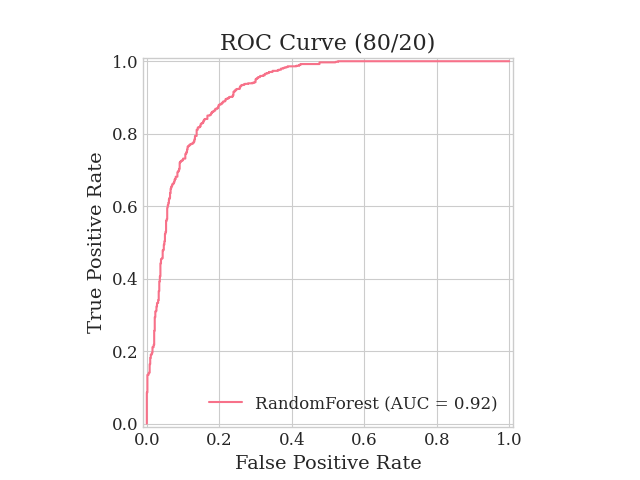 ROC Curve (80/20)
1.0
0.8
0.6
0.4
0.2
0.0
True Positive Rate
RandomForest (AUC = 0.92)
0.0 0.2 0.4 0.6 0.8 1.0
False Positive Rate